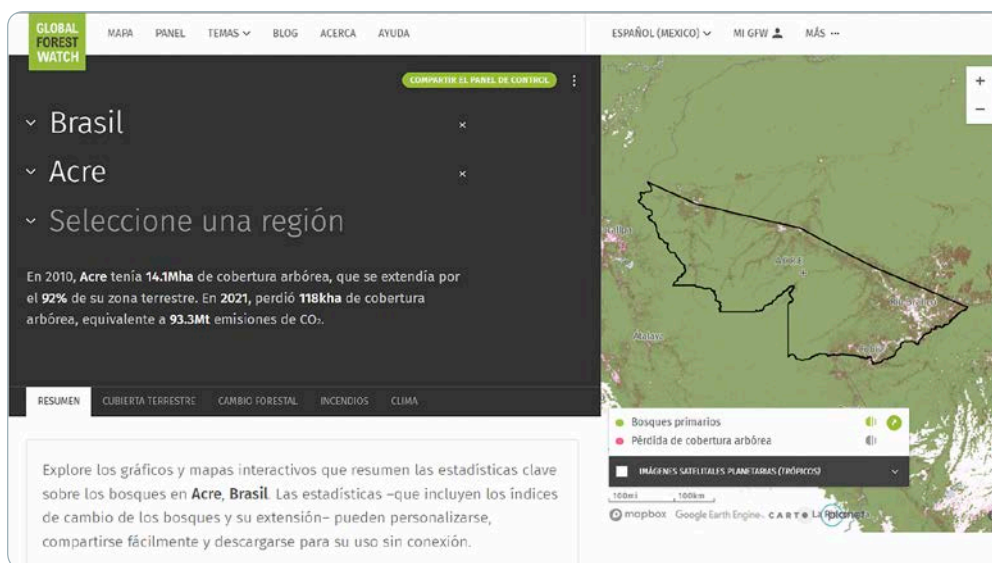 GLOBAL
FOREST
WATCH
MAPA PANEL TEMAS BLOG ACERCA AYUDA
ESPAÑOL (MEXICO) MI GFW MÁS ...
COMPARTIR EL PANEL DE CONTROL
Brasil
Acre
Seleccione una región
En 2010, Acre tenía 14.1Mha de cobertura arbórea, que se extendía por
el 92% de su zona terrestre. En 2021, perdió 118kha de cobertura
arbórea, equivalente a 93.3Mt emisiones de CO₂.
RESUMEN CUBIERTA TERRESTRE CAMBIO FORESTAL INCENDIOS CLIMA
Explore los gráficos y mapas interactivos que resumen las estadísticas clave
sobre los bosques en Acre, Brasil. Las estadísticas –que incluyen los índices
de cambio de los bosques y su extensión– pueden personalizarse,
compartirse fácilmente y descargarse para su uso sin conexión.
+
−
ACRE
Atalaya
Bosques primarios
Pérdida de cobertura arbórea
IMÁGENES SATELITALES PLANETARIAS (TRÓPICOS)
100mi 100km
mapbox Google Earth Engine. CARTO La planet